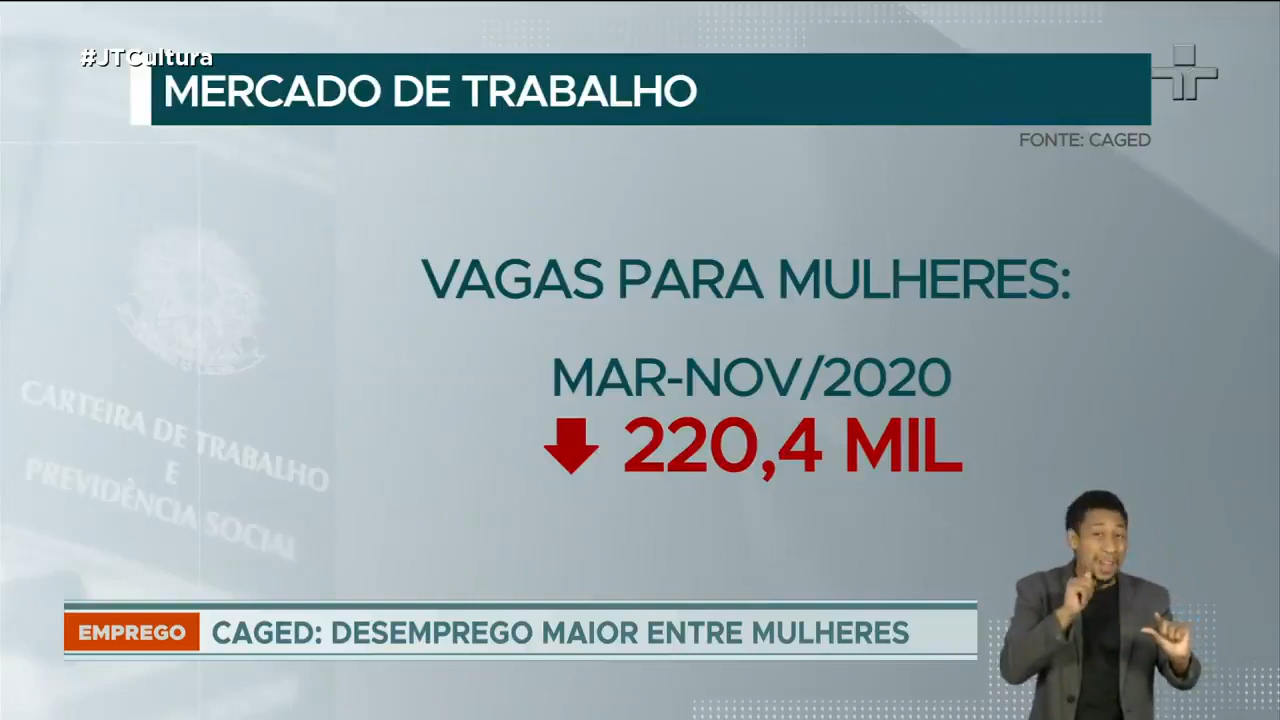 #JTCultura
MERCADO DE TRABALHO
FONTE: CAGED
VAGAS PARA MULHERES:
MAR-NOV/2020
220,4 MIL
CARTEIRA DE TRABALHO
E
PREVIDÊNCIA SOCIAL
EMPREGO
CAGED: DESEMPREGO MAIOR ENTRE MULHERES